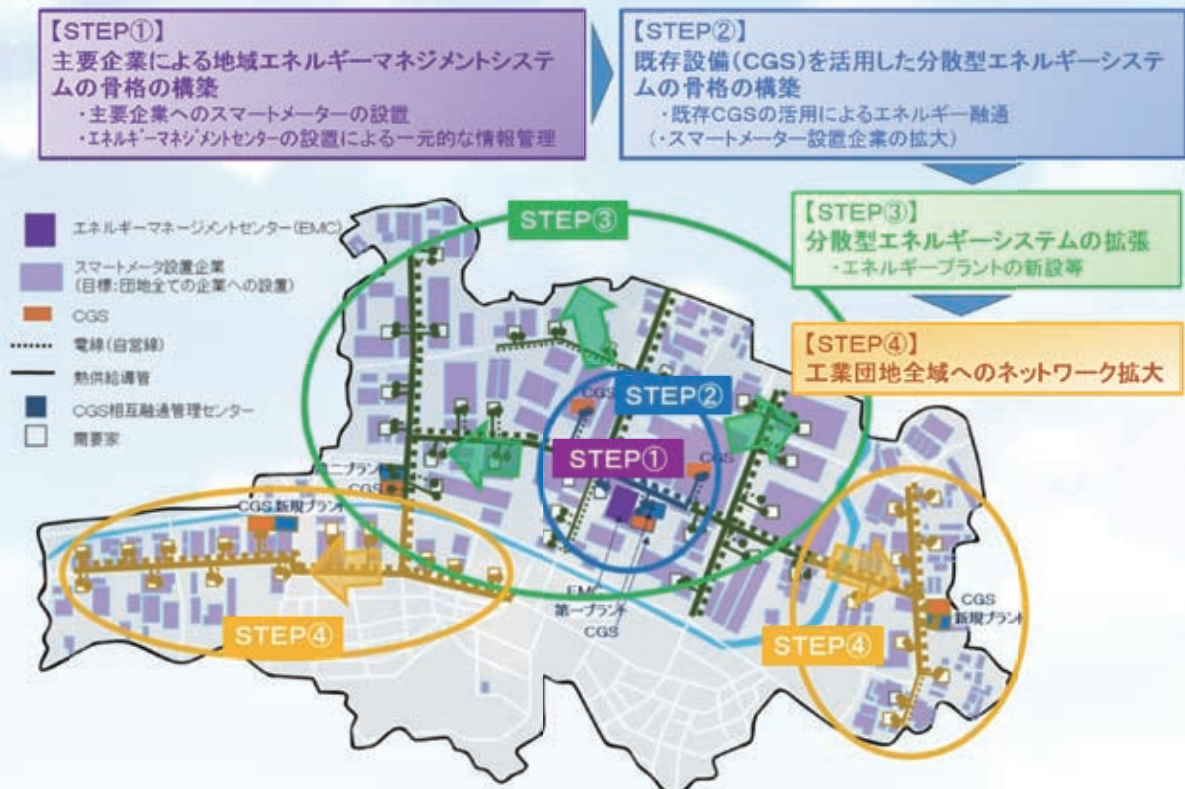 【STEP①】
主要企業による地域エネルギーマネジメントシステ
ムの骨格の構築
・主要企業へのスマートメーターの設置
・エネルギーマネジメントセンターの設置による一元的な情報管理
【STEP②】
既存設備(CGS)を活用した分散型エネルギーシステ
ムの骨格の構築
・既存CGSの活用によるエネルギー融通
(・スマートメーター設置企業の拡大)
【STEP③】
分散型エネルギーシステムの拡張
・エネルギープラントの新設等
【STEP④】
工業団地全域へのネットワーク拡大
エネルギーマネージメントセンター(EMC)
スマートメータ設置企業
(目標:団地全ての企業への設置)
CGS
電線(自営線)
熱供給導管
CGS相互融通管理センター
需要家
STEP③
CGS
STEP②
STEP①
CGS
二プラント
CGS
CGS 新規プラント
EMC
第一プラント
CGS
STEP④
STEP④
CGS
新規プラント